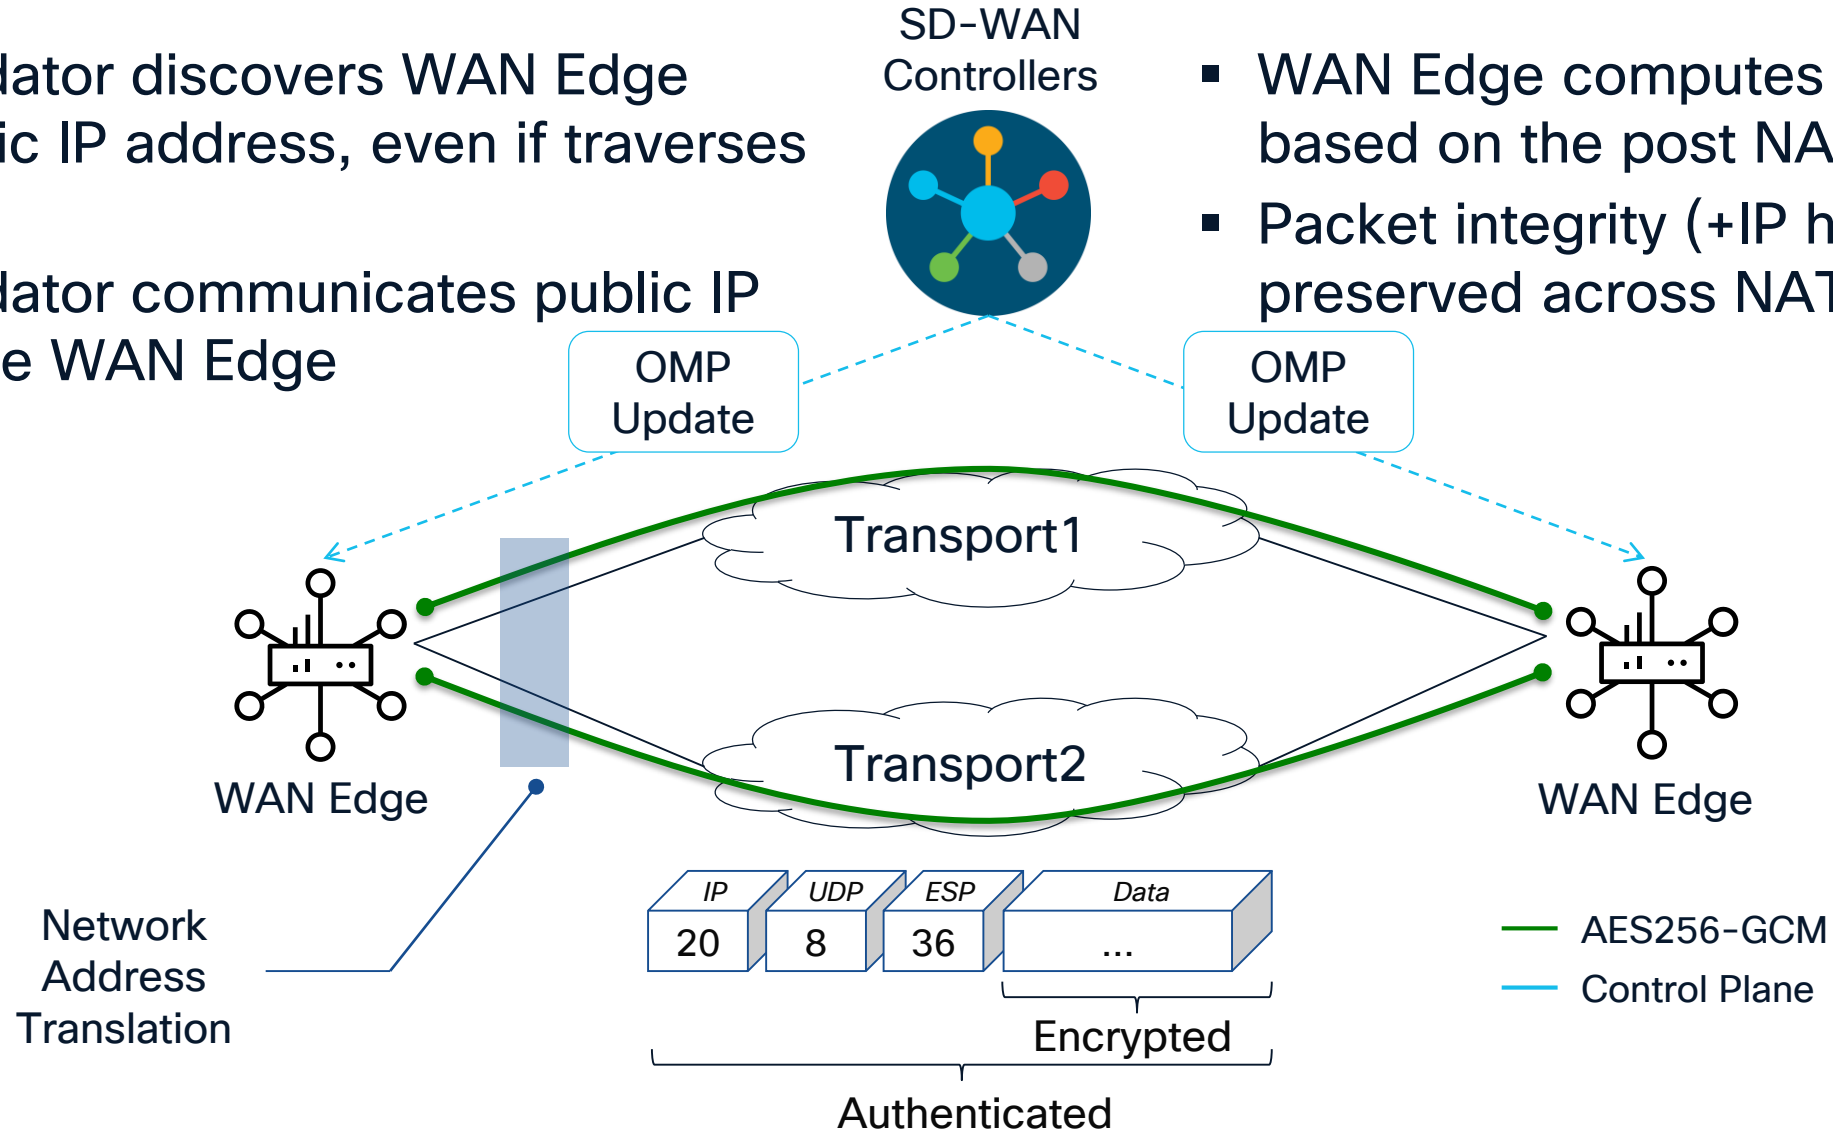 SD-WAN
Controllers
dator discovers WAN Edge
ic IP address, even if traverses
dator communicates public IP
e WAN Edge
▪ WAN Edge computes
based on the post NA
▪ Packet integrity (+IP h
preserved across NAT
OMP
Update
OMP
Update
Transport1
Transport2
WAN Edge
WAN Edge
Network
Address
Translation
IP UDP ESP Data
20 8 36 ...
Encrypted
Authenticated
AES256-GCM
Control Plane